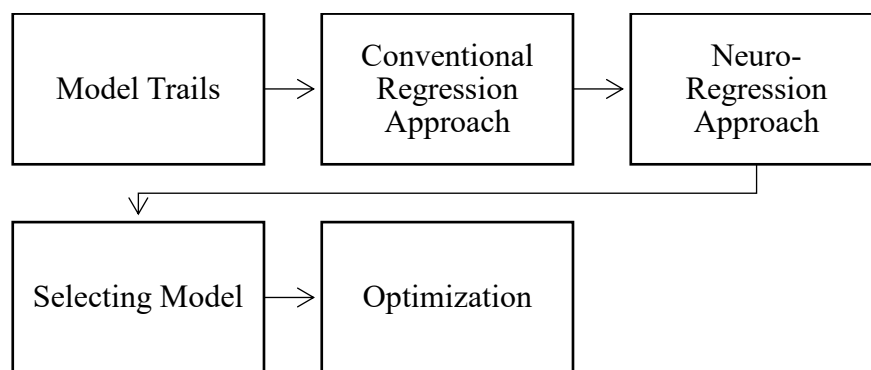 Model Trails
Conventional
Regression
Approach
Neuro-
Regression
Approach
Selecting Model
Optimization